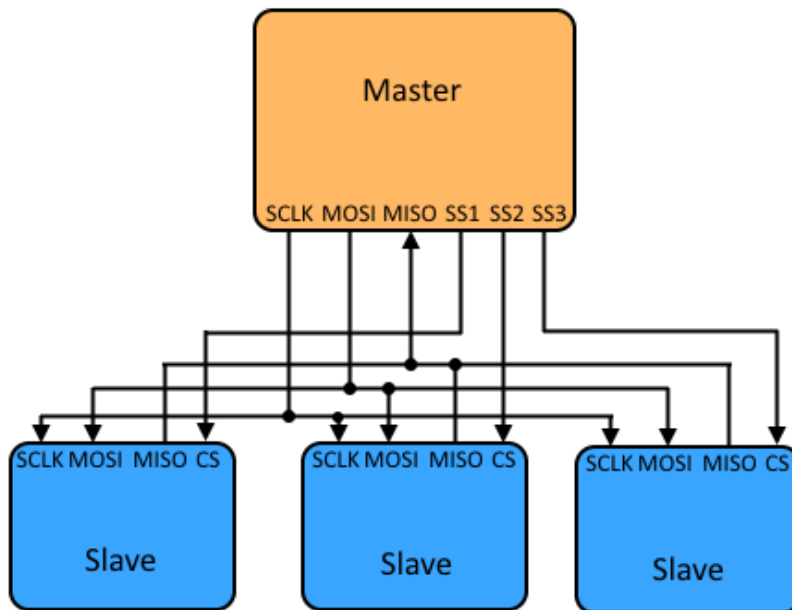 Master
SCLK MOSI MISO SS1 SS2 SS3
SCLK MOSI MISO CS
Slave
SCLK MOSI MISO CS
Slave
SCLK MOSI MISO CS
Slave